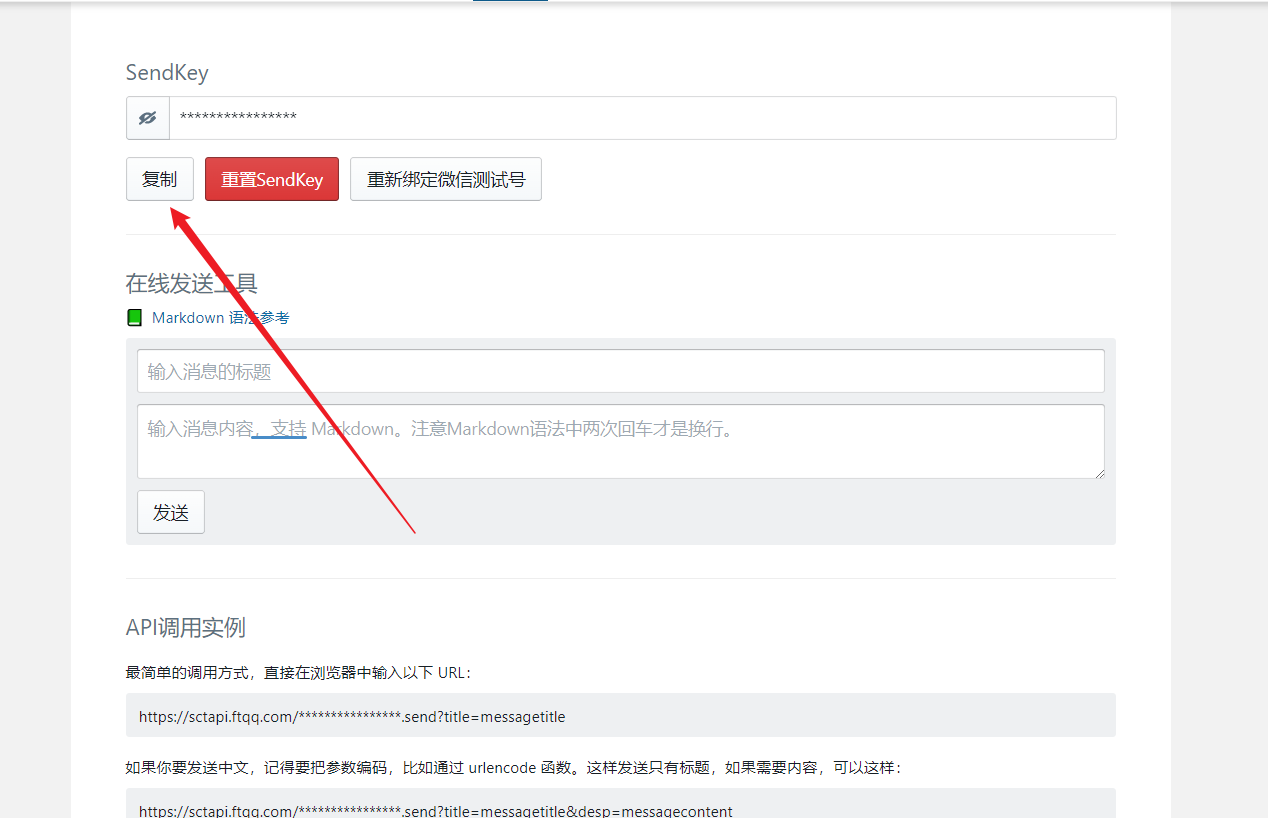 SendKey
****************
复制 重置SendKey 重新绑定微信测试号
在线发送工具
Markdown 语法参考
输入消息的标题
输入消息内容，支持 Markdown。注意Markdown语法中两次回车才是换行。
发送
API调用实例
最简单的调用方式，直接在浏览器中输入以下 URL：
https://sctapi.ftqq.com/****************.send?title=messagetitle
如果你要发送中文，记得要把参数编码，比如通过 urlencode 函数。这样发送只有标题，如果需要内容，可以这样：
https://sctapi.ftqq.com/****************.send?title=messagetitle&desp=messagecontent